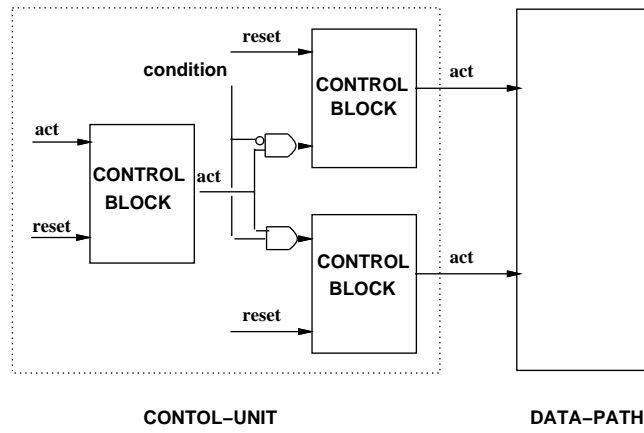 reset
condition
CONTROL
BLOCK
act
act
CONTROL
BLOCK
act
reset
CONTROL
BLOCK
act
reset
CONTOL-UNIT
DATA-PATH